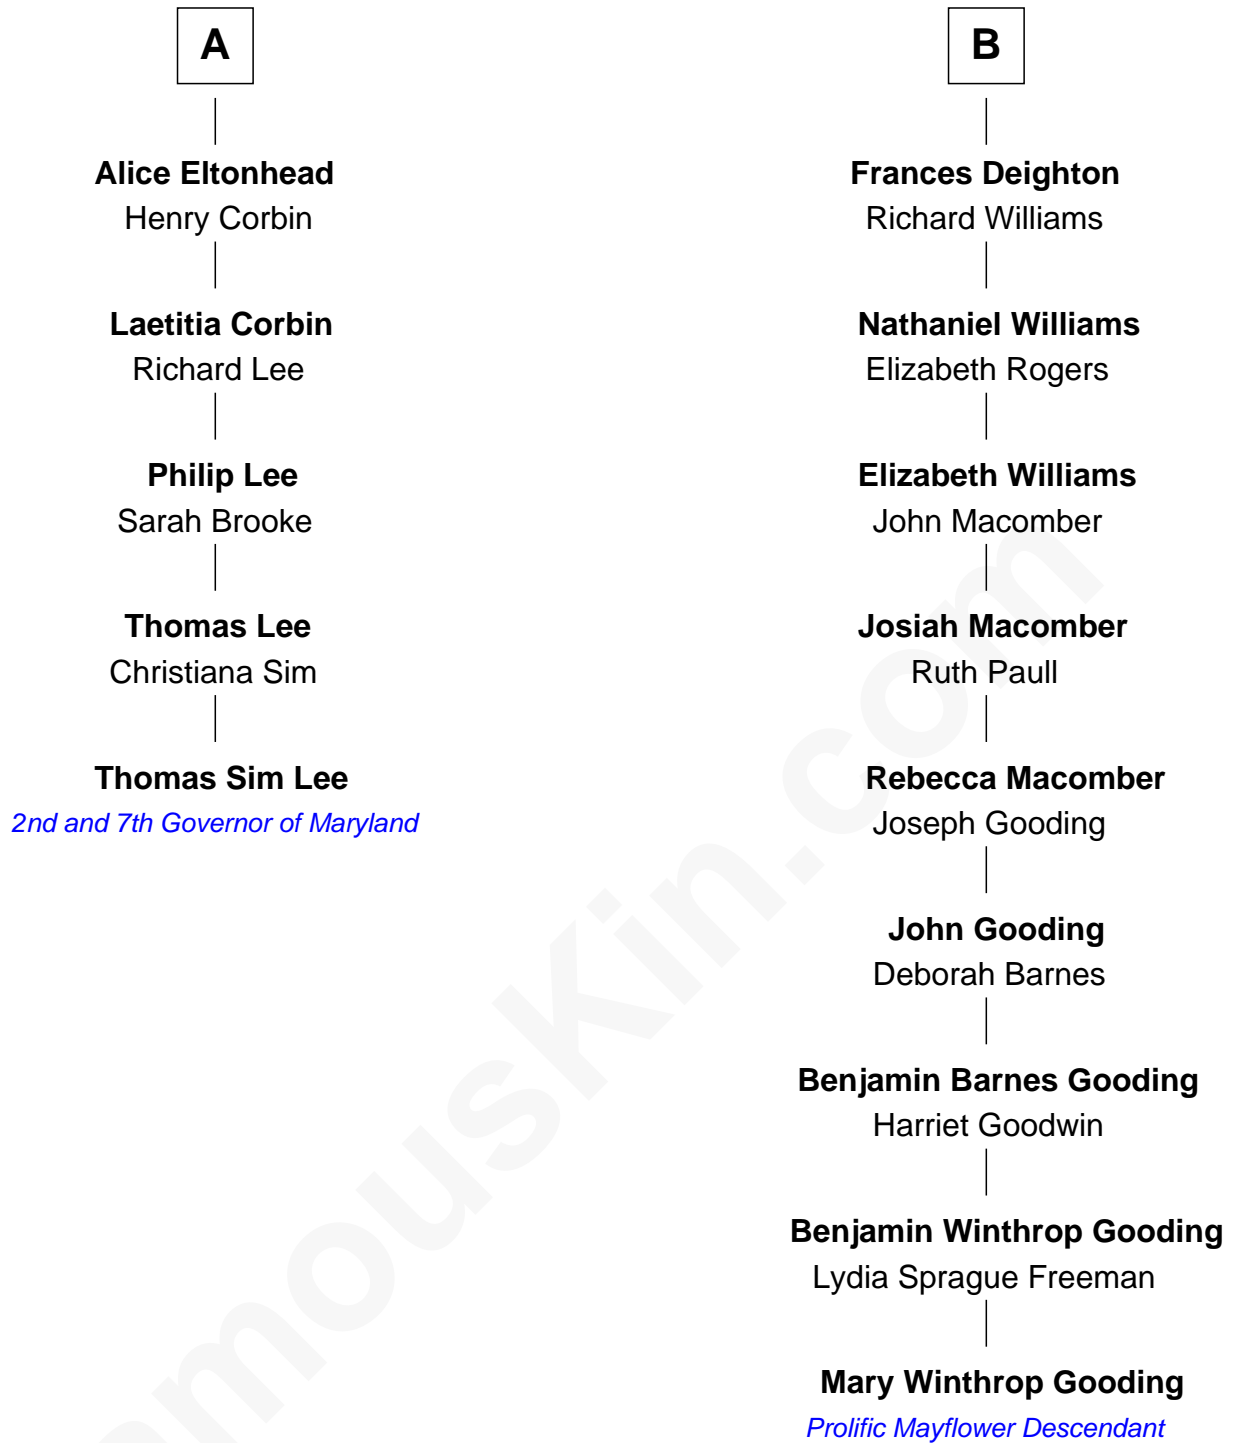 A
Alice Eltonhead
Henry Corbin
Laetitia Corbin
Richard Lee
Philip Lee
Sarah Brooke
Thomas Lee
Christiana Sim
Thomas Sim Lee
2nd and 7th Governor of Maryland
B
Frances Deighton
Richard Williams
Nathaniel Williams
Elizabeth Rogers
Elizabeth Williams
John Macomber
Josiah Macomber
Ruth Paull
Rebecca Macomber
Joseph Gooding
John Gooding
Deborah Barnes
Benjamin Barnes Gooding
Harriet Goodwin
Benjamin Winthrop Gooding
Lydia Sprague Freeman
Mary Winthrop Gooding
Prolific Mayflower Descendant
amousKin.com